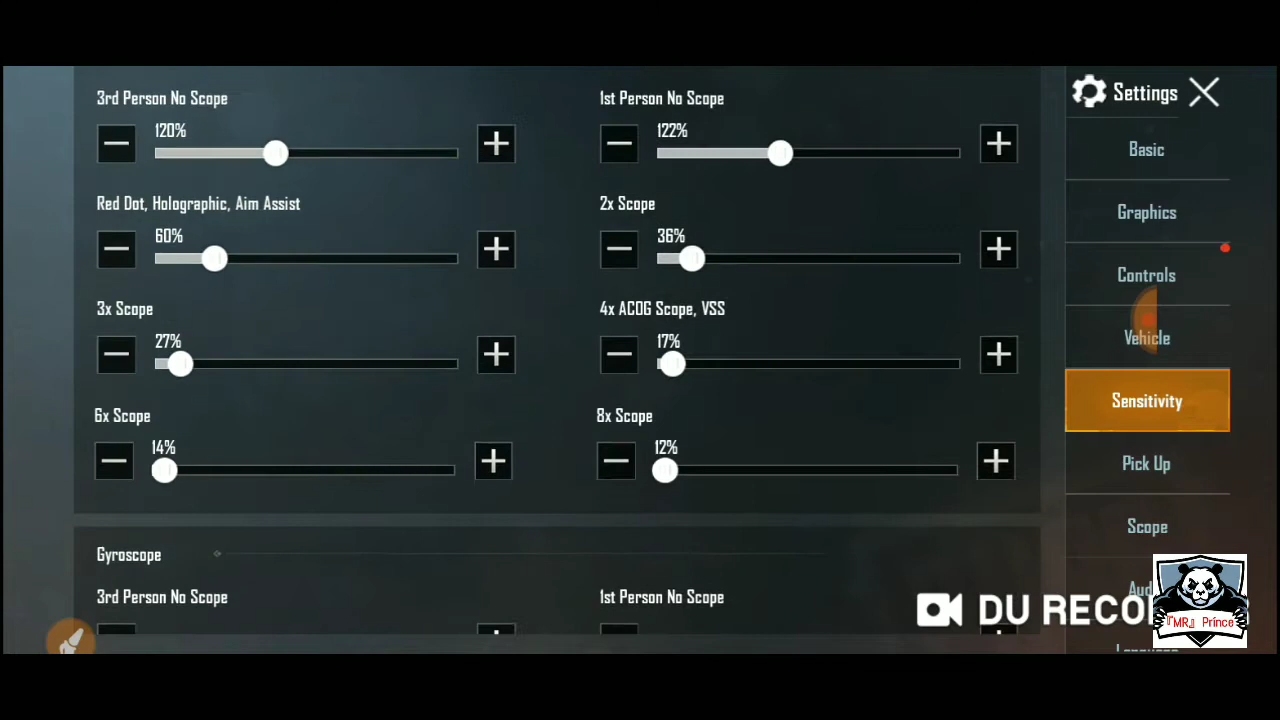 Settings
3rd Person No Scope
1st Person No Scope
120%
122%
Basic
Red Dot, Holographic, Aim Assist
2x Scope
Graphics
60%
36%
Controls
3x Scope
4x ACOG Scope, VSS
Vehicle
27%
17%
Sensitivity
6x Scope
8x Scope
14%
12%
Pick Up
Scope
Gyroscope
3rd Person No Scope
1st Person No Scope
DU RECO
『MR』 Prince